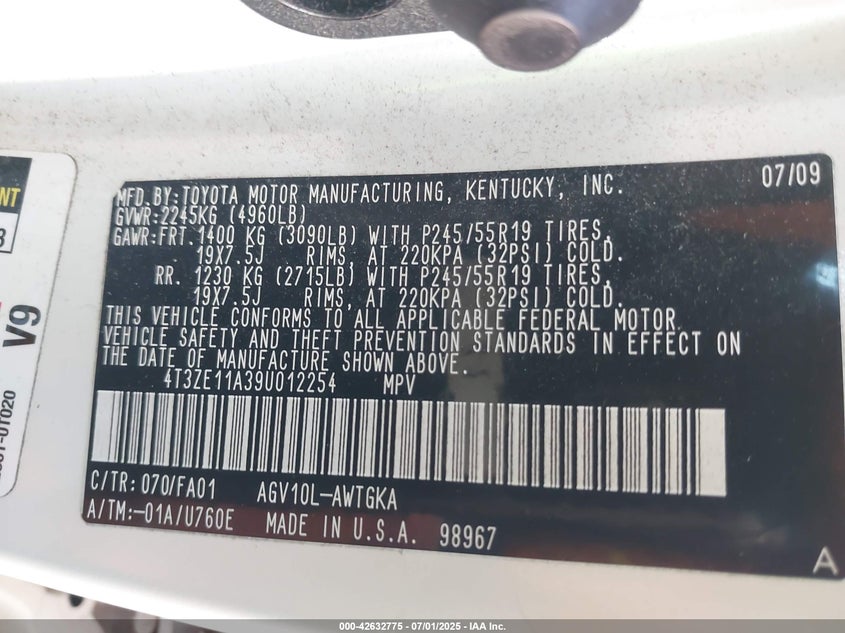 MFD. BY: TOYOTA MOTOR MANUFACTURING, KENTUCKY, INC. 07/09
GVWR: 2245KG (4960LB)
GAWR: FRT. 1400 KG (3090LB) WITH P245/55R19 TIRES,
19X7.5J RIMS, AT 220KPA (32PSI) COLD.
RR. 1230 KG (2715LB) WITH P245/55R19 TIRES,
19X7.5J RIMS, AT 220KPA (32PSI) COLD.
THIS VEHICLE CONFORMS TO ALL APPLICABLE FEDERAL MOTOR
VEHICLE SAFETY AND THEFT PREVENTION STANDARDS IN EFFECT ON
THE DATE OF MANUFACTURE SHOWN ABOVE.
4T3ZE11A39U012254 MPV
C/TR: 070/FA01 AGV10L-AWTGKA
A/TM:-01A/U760E MADE IN U.S.A. 98967
A
V9
000-42632775 - 07/01/2025 - IAA Inc.